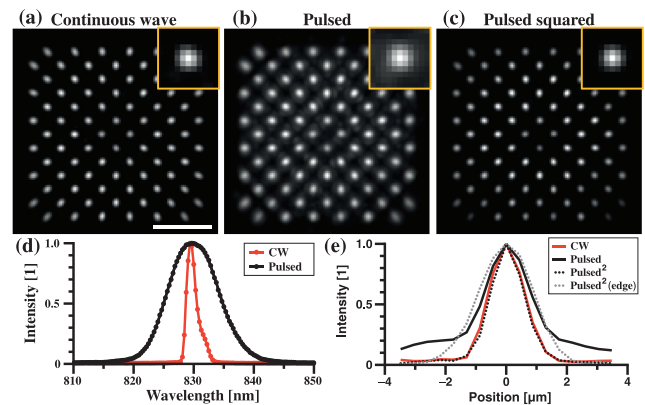 (a) Continuous wave
(b) Pulsed
(c) Pulsed squared
(d)
CW
Pulsed
Intensity [1]
1.0
0.5
0
810 820 830 840 850
Wavelength [nm]
(e)
CW
Pulsed
Pulsed²
Pulsed² (edge)
Intensity [1]
1.0
0.5
0
−4 −2 0 2 4
Position [µm]